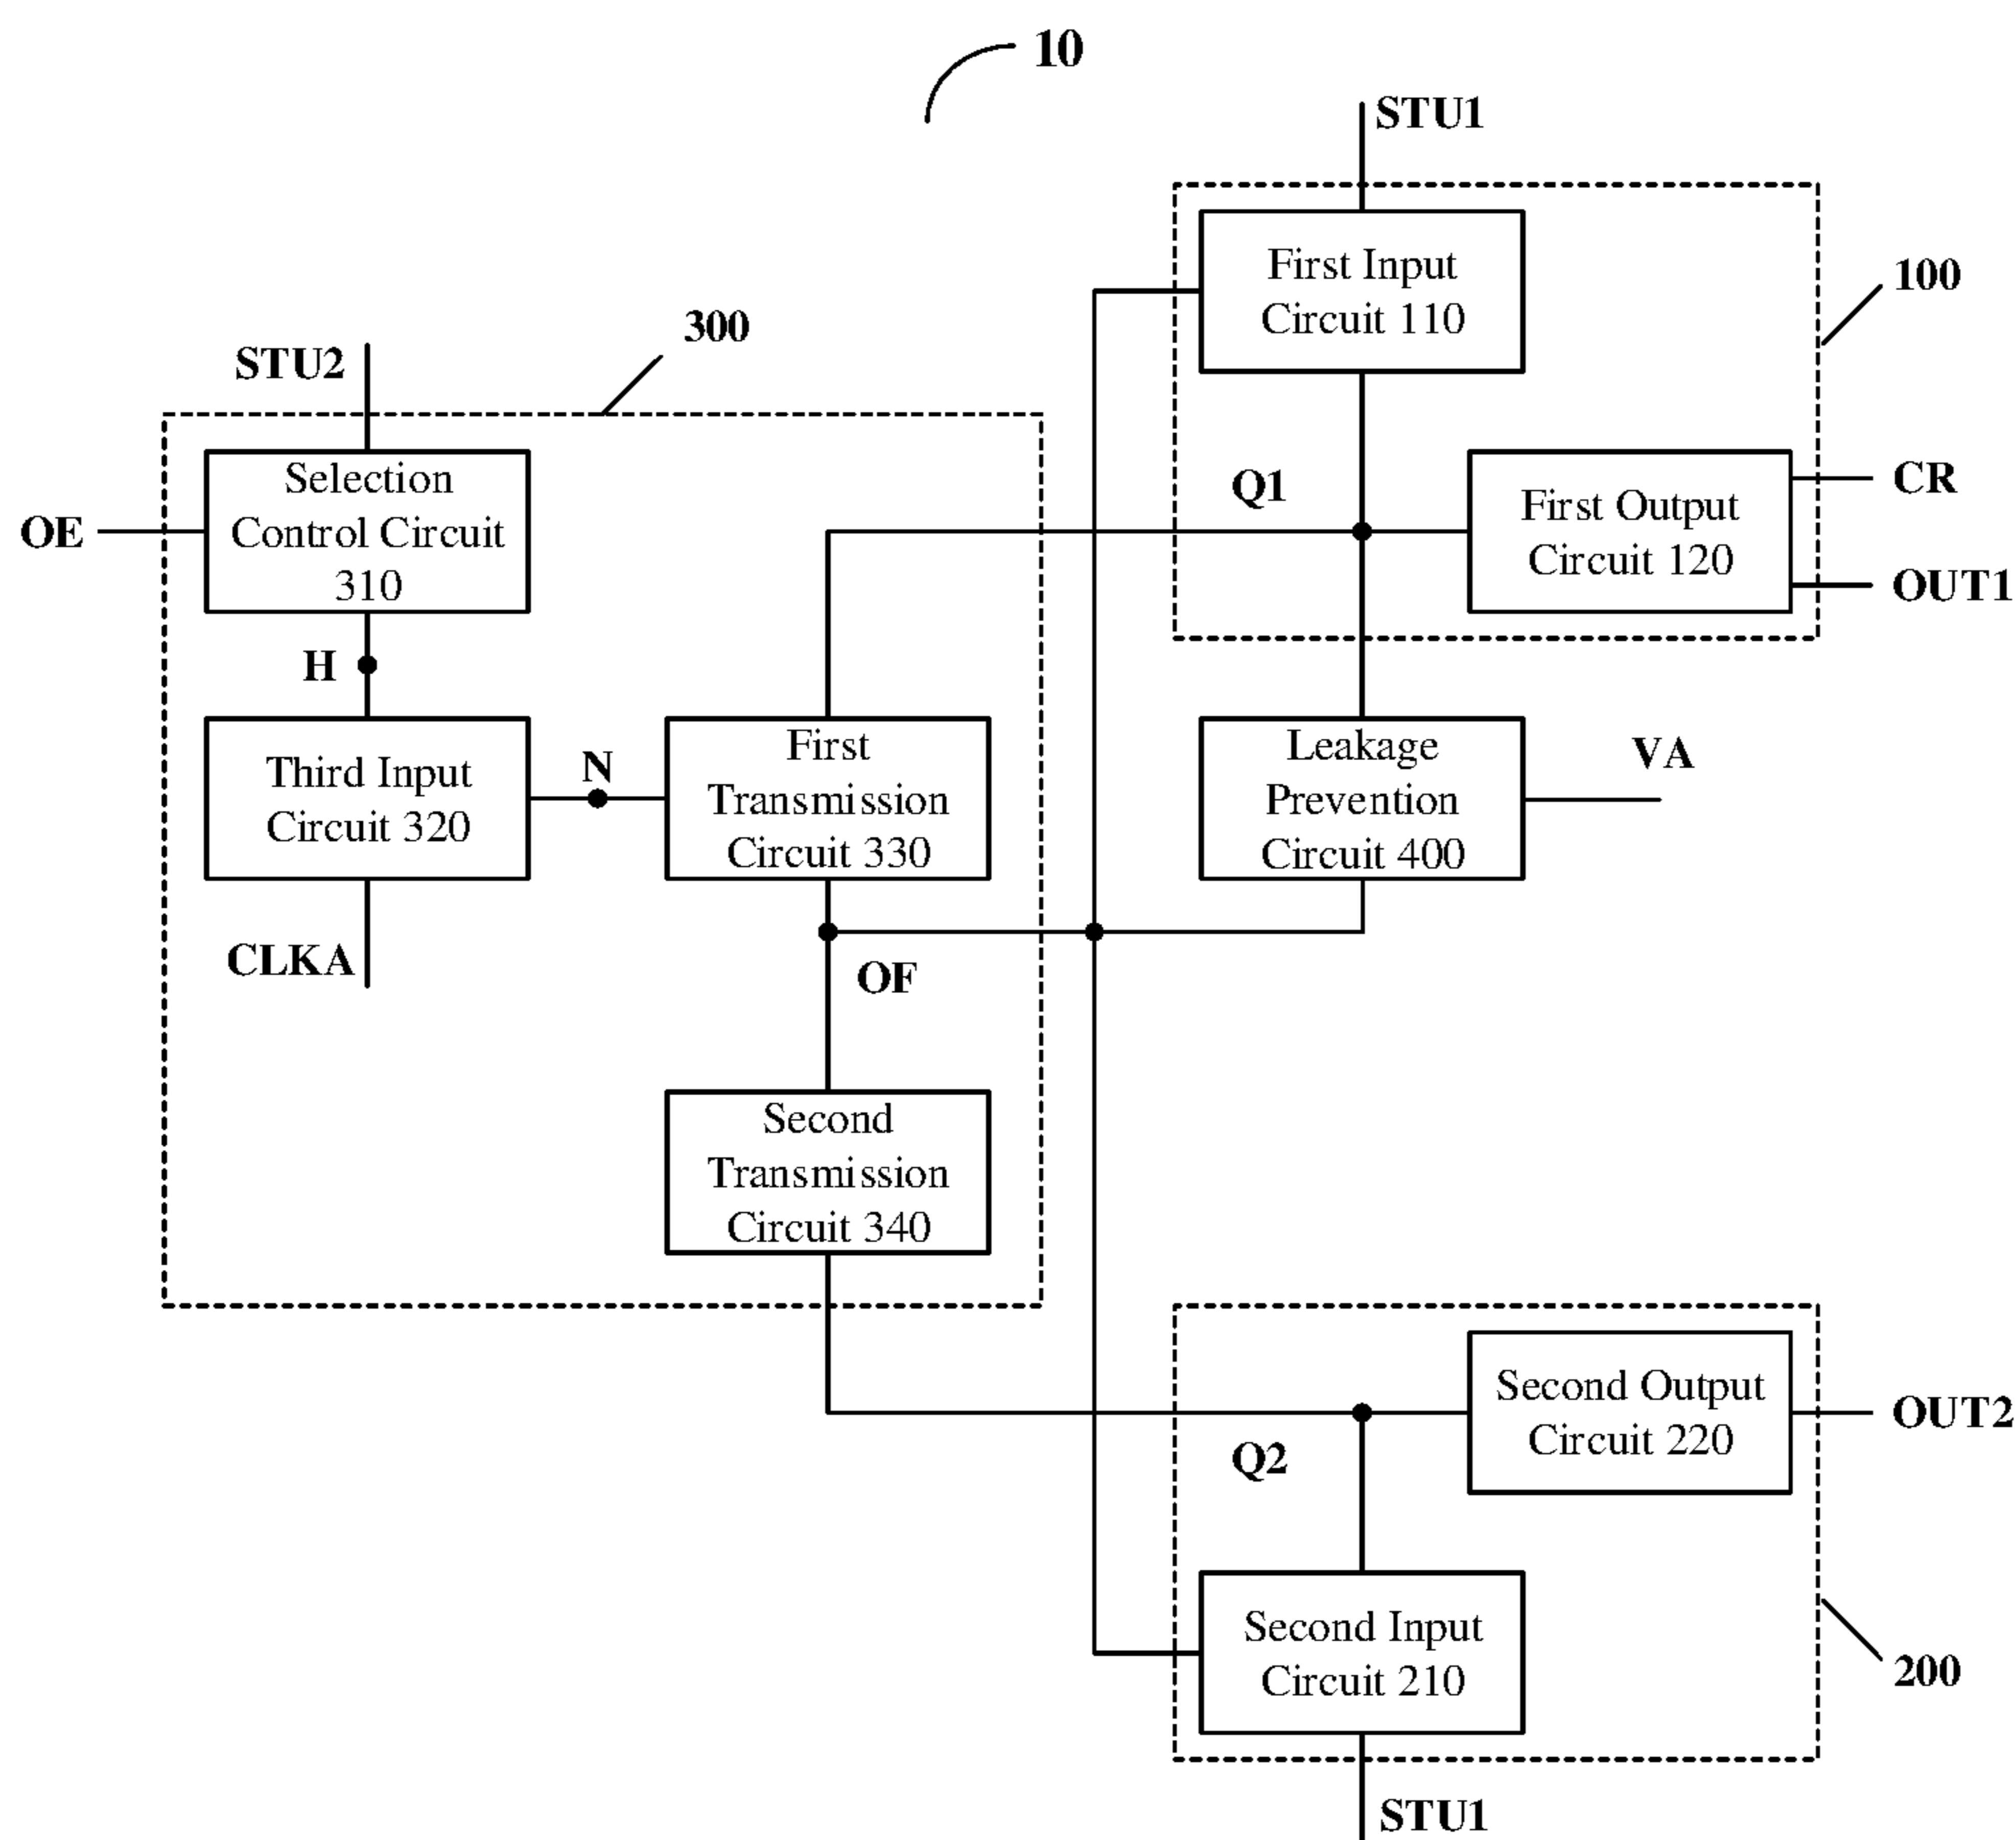 10
STU1
First Input
Circuit 110
100
300
STU2
Selection
Control Circuit
310
OE
Q1
First Output
Circuit 120
CR
OUT1
H
Third Input
Circuit 320
N
First
Transmission
Circuit 330
Leakage
Prevention
Circuit 400
VA
CLKA
OF
Second
Transmission
Circuit 340
Second Output
Circuit 220
OUT2
Q2
Second Input
Circuit 210
200
STU1